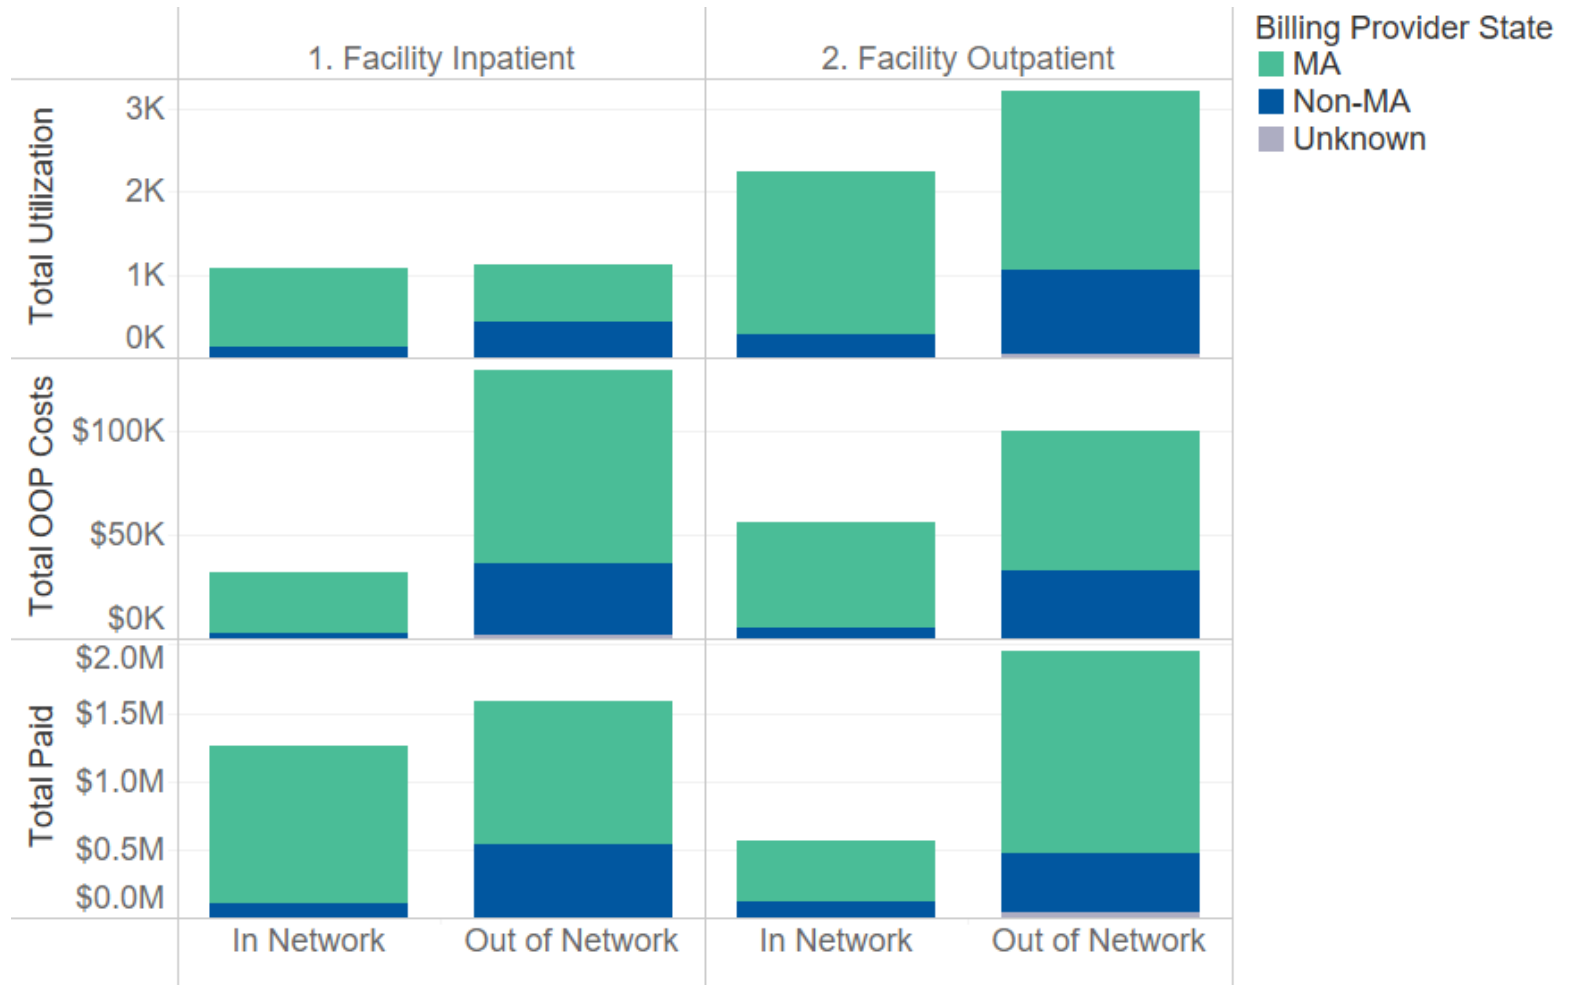 1. Facility Inpatient
2. Facility Outpatient
Billing Provider State
MA
Non-MA
Unknown
Total Utilization
3K
2K
1K
0K
Total OOP Costs
$100K
$50K
$0K
Total Paid
$2.0M
$1.5M
$1.0M
$0.5M
$0.0M
In Network
Out of Network
In Network
Out of Network